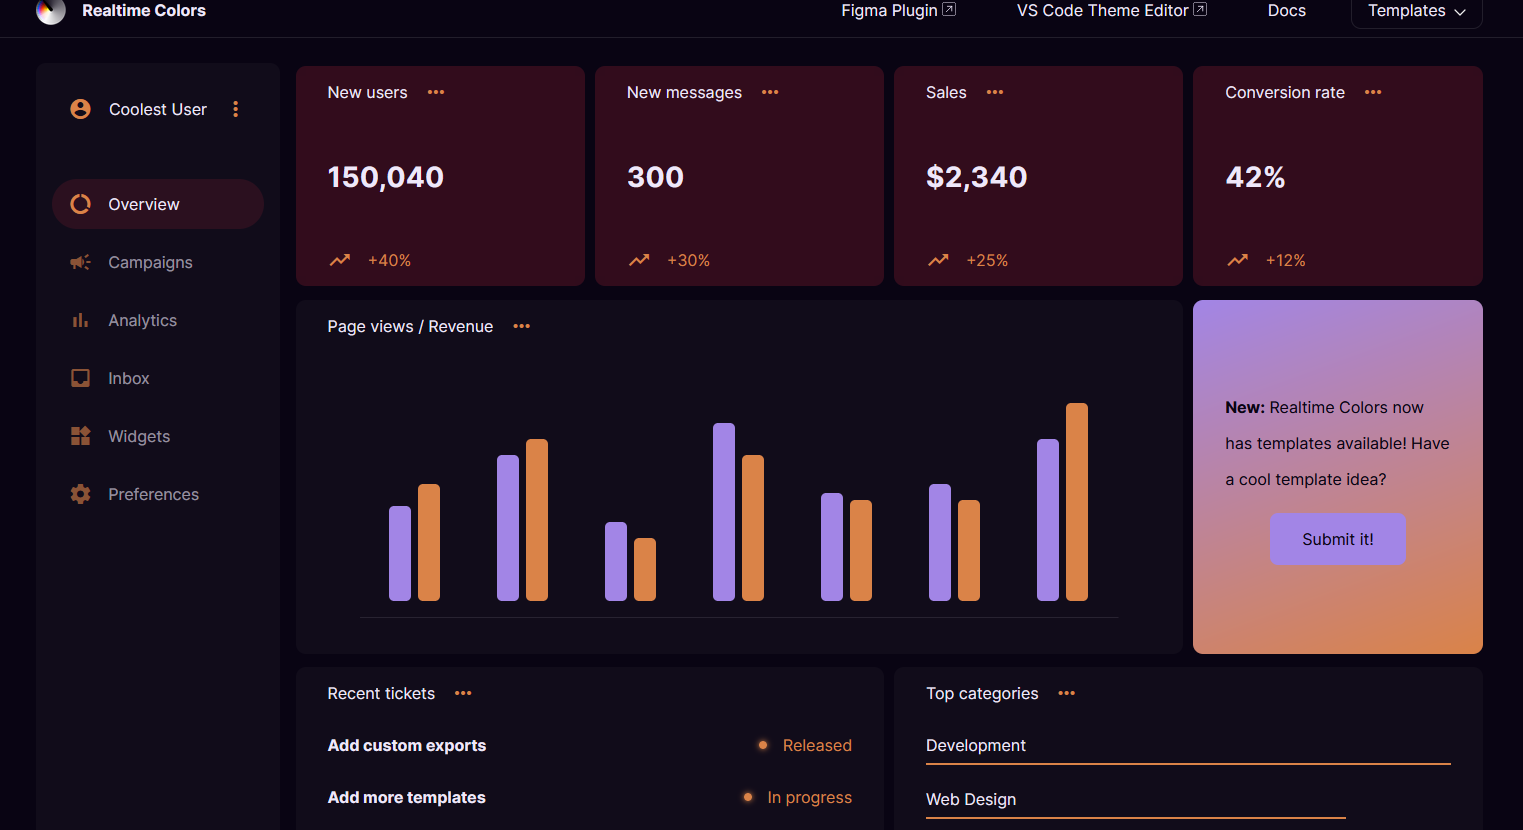 Realtime Colors
Figma Plugin
VS Code Theme Editor
Docs
Templates
Coolest User
Overview
Campaigns
Analytics
Inbox
Widgets
Preferences
New users
150,040
+40%
New messages
300
+30%
Sales
$2,340
+25%
Conversion rate
42%
+12%
Page views / Revenue
New: Realtime Colors now
has templates available! Have
a cool template idea?
Submit it!
Recent tickets
Add custom exports
Released
Add more templates
In progress
Top categories
Development
Web Design